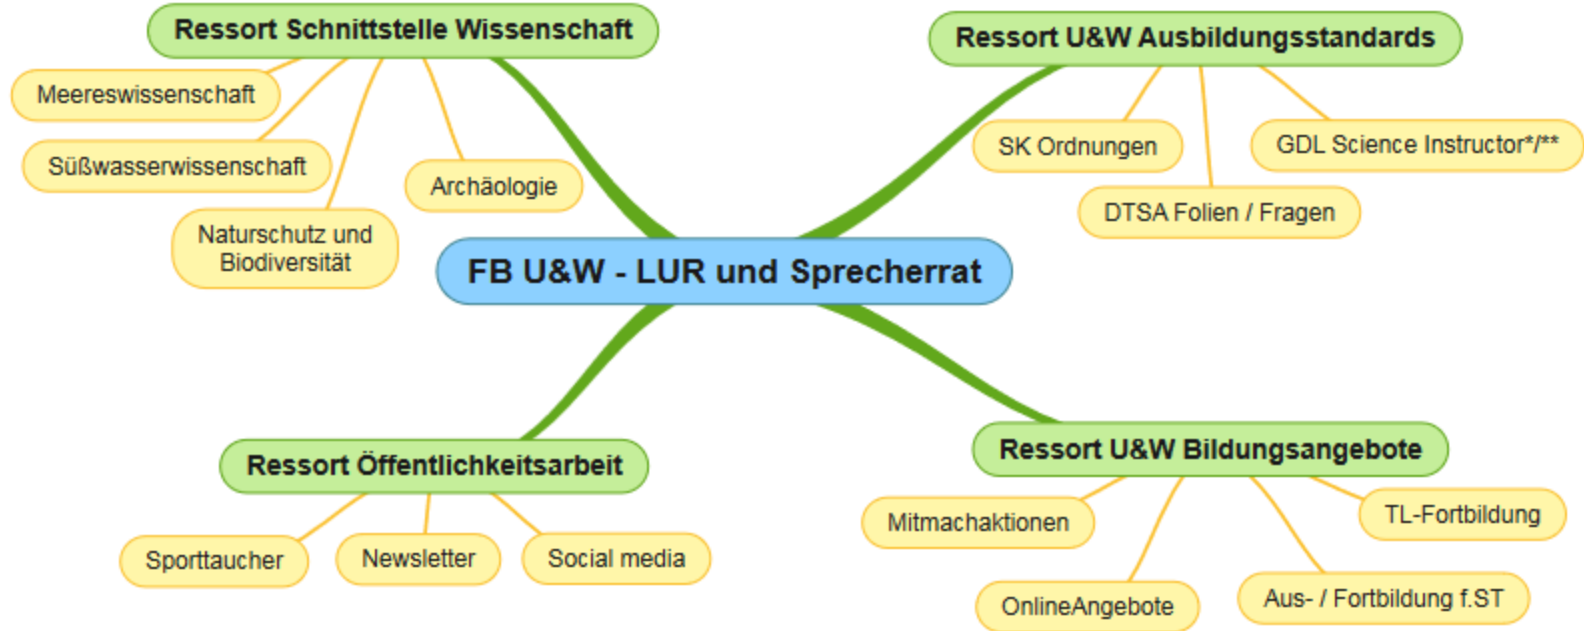 Ressort Schnittstelle Wissenschaft
Meereswissenschaft
Süßwasserwissenschaft
Naturschutz und
Biodiversität
Archäologie
Ressort U&W Ausbildungsstandards
SK Ordnungen
DTSA Folien / Fragen
GDL Science Instructor*/**
FB U&W - LUR und Sprecherrat
Ressort Öffentlichkeitsarbeit
Sporttaucher
Newsletter
Social media
Ressort U&W Bildungsangebote
Mitmachaktionen
OnlineAngebote
Aus- / Fortbildung f.ST
TL-Fortbildung